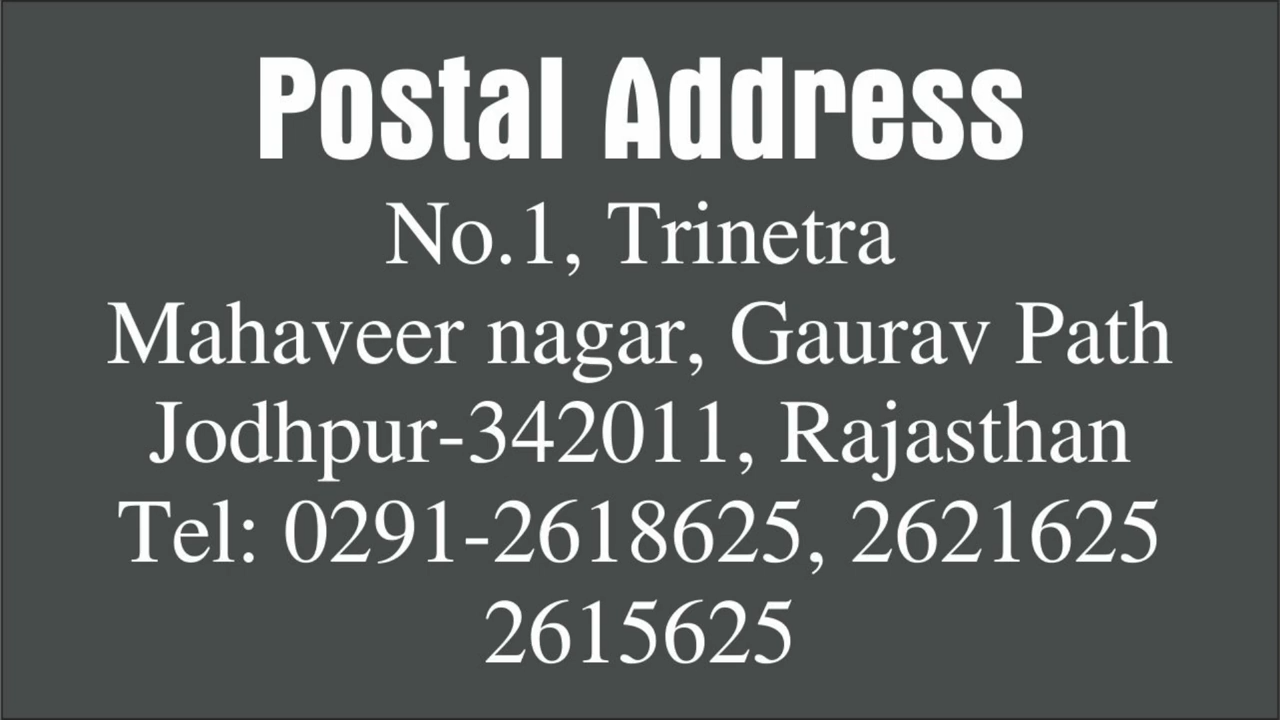 Postal Address
No.1, Trinetra
Mahaveer nagar, Gaurav Path
Jodhpur-342011, Rajasthan
Tel: 0291-2618625, 2621625
2615625